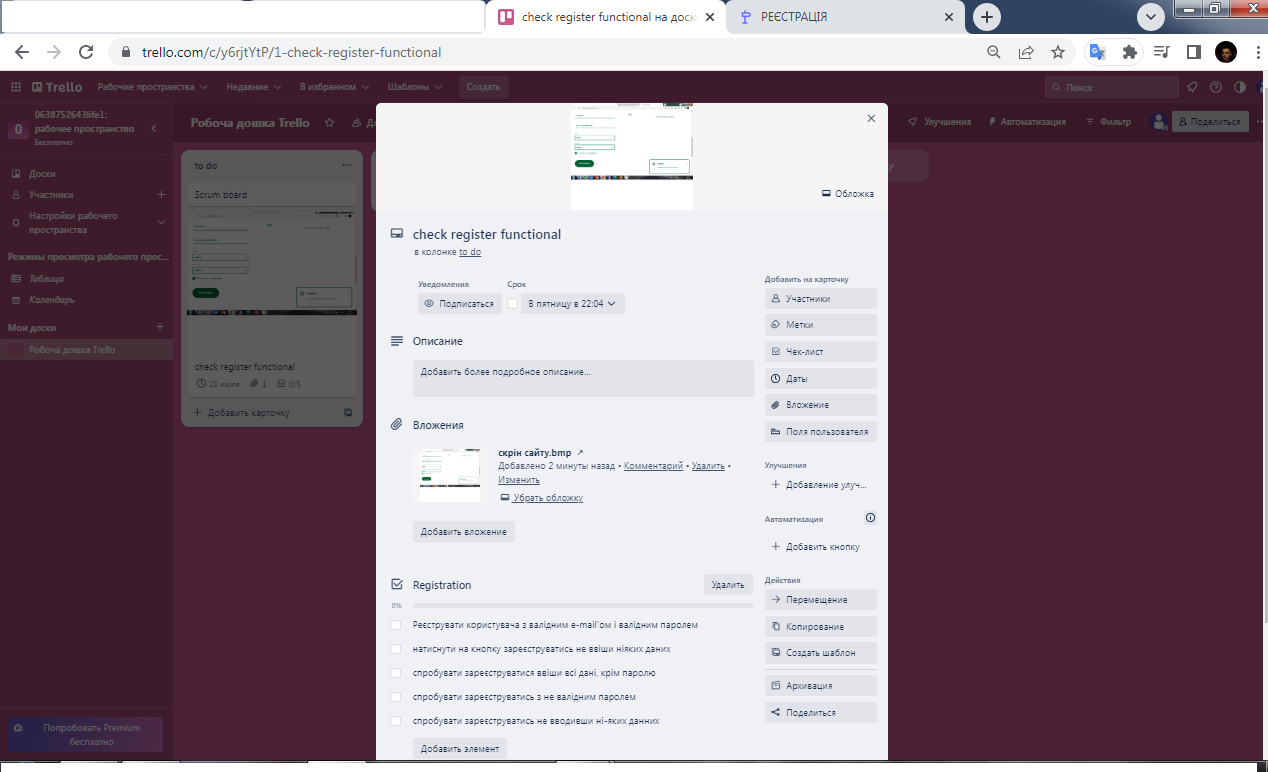 check register functional на доск
РЕЄСТРАЦІЯ
trello.com/c/y6rjtYtP/1-check-register-functional
Trello
Рабочие пространства
Недавние
В избранном
Шаблоны
Создать
Поиск
0
0638752643life1:
рабочее пространство
Бесплатно
Робоча дошка Trello
Улучшения
Автоматизация
Фильтр
Поделиться
Доски
Участники
Настройки рабочего
пространства
Режимы просмотра рабочего прос...
Таблица
Календарь
Мои доски
Робоча дошка Trello
Попробовать Premium
бесплатно
to do
Scrum board
check register functional
21 июля
1
0/5
Добавить карточку
Обложка
check register functional
в колонке to do
Уведомления
Срок
Подписаться
В пятницу в 22:04
Описание
Добавить более подробное описание...
Вложения
скрін сайту.bmp ↗
Добавлено 2 минуты назад • Комментарий • Удалить •
Изменить
Убрать обложку
Добавить вложение
Registration
Удалить
0%
Реєструвати користувача з валідним e-mail`ом і валідним паролем
натиснути на кнопку зареєструватись не ввіши ніяких даних
спробувати зареєструватися ввіши всі дані, крім паролю
спробувати зареєструватись з не валідним паролем
спробувати зареєструватись не вводивши ні-яких данних
Добавить элемент
Добавить на карточку
Участники
Метки
Чек-лист
Даты
Вложение
Поля пользователя
Улучшения
Добавление улуч...
Автоматизация
Добавить кнопку
Действия
Перемещение
Копирование
Создать шаблон
Архивация
Поделиться